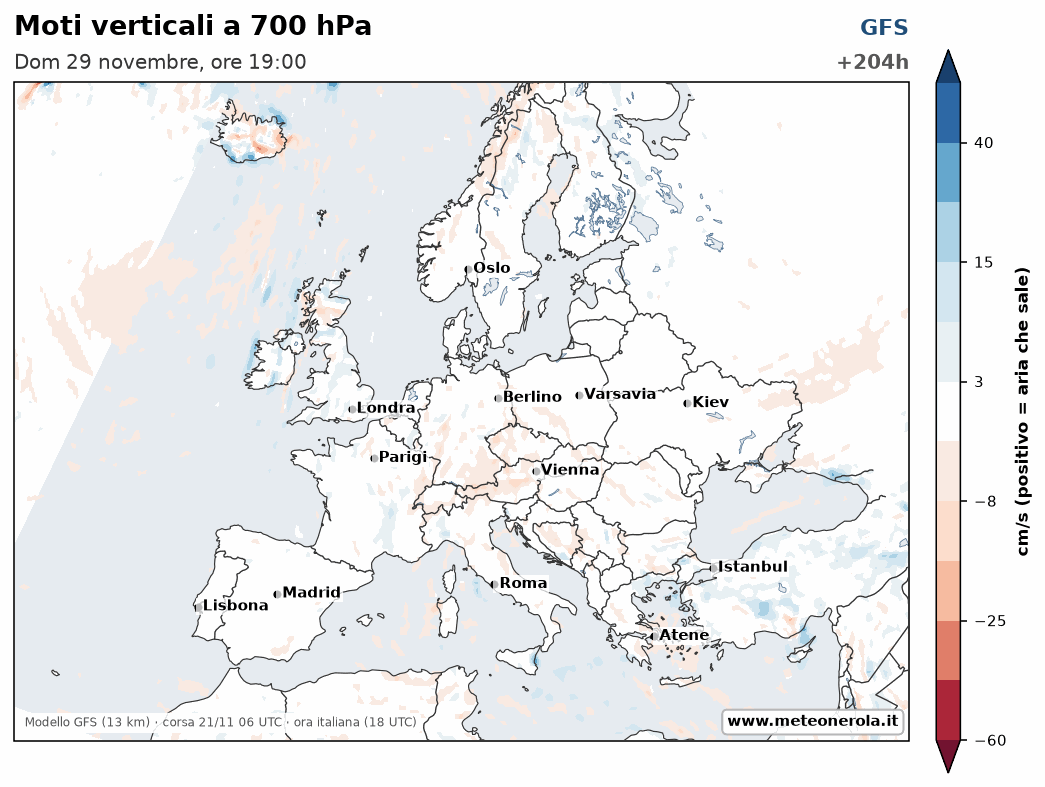 Moti verticali a 700 hPa
GFS
Dom 29 novembre, ore 19:00
+204h
40
15
3
−8
−25
−60
cm/s (positivo = aria che sale)
Oslo
Berlino
Varsavia
Kiev
Londra
Parigi
Vienna
Istanbul
Roma
Madrid
Lisbona
Atene
Modello GFS (13 km) · corsa 21/11 06 UTC · ora italiana (18 UTC)
www.meteonerola.it